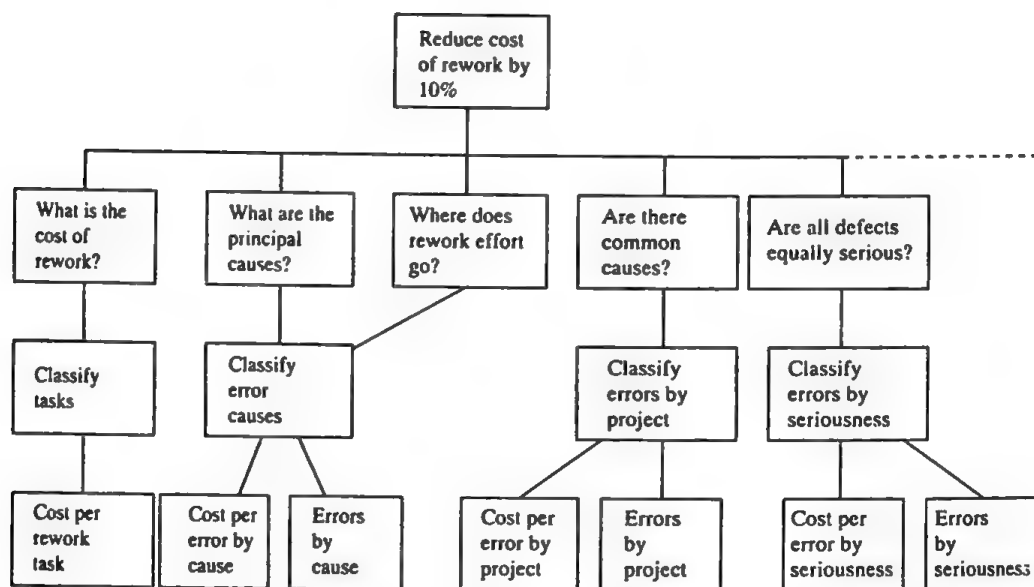 Reduce cost
of rework by
10%
What is the
cost of
rework?
What are the
principal
causes?
Where does
rework effort
go?
Are there
common
causes?
Are all defects
equally serious?
Classify
tasks
Classify
error
causes
Classify
errors by
project
Classify
errors by
seriousness
Cost per
rework
task
Cost per
error by
cause
Errors
by
cause
Cost per
error by
project
Errors
by
project
Cost per
error by
seriousness
Errors
by
seriousness